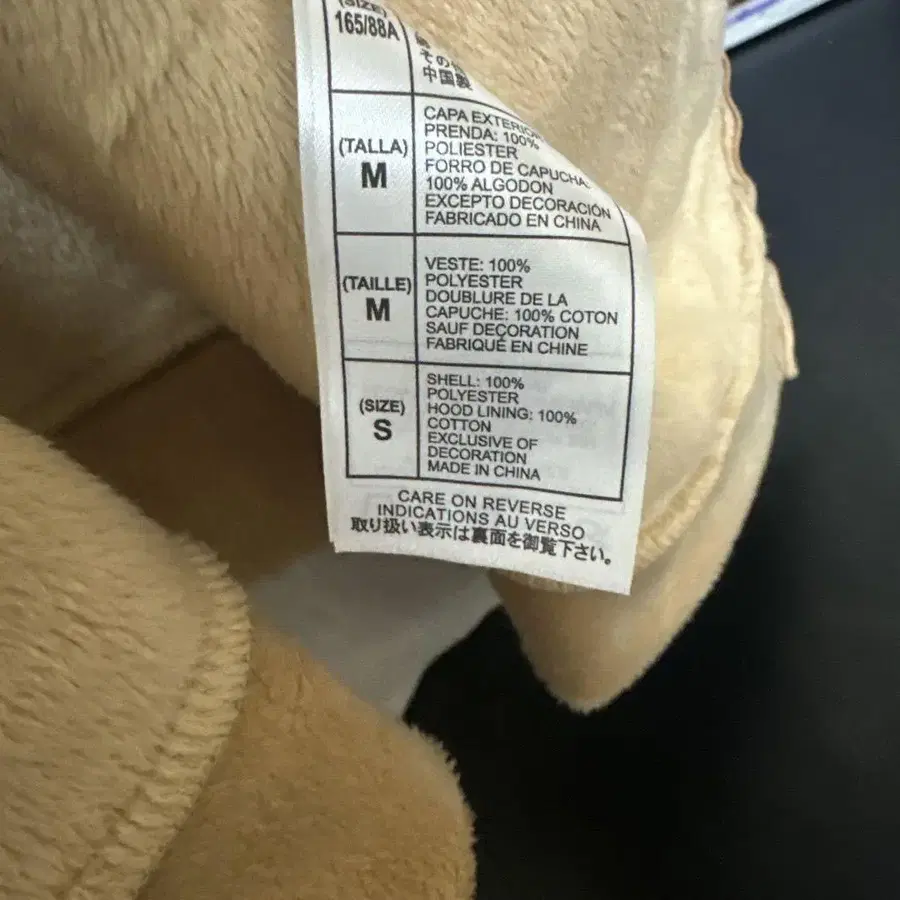 (SIZE)
165/88A
その
中国製
(TALLA)
M
CAPA EXTERIOR
PRENDA: 100%
POLIESTER
FORRO DE CAPUCHA:
100% ALGODON
EXCEPTO DECORACIÓN
FABRICADO EN CHINA
(TAILLE)
M
VESTE: 100%
POLYESTER
DOUBLURE DE LA
CAPUCHE: 100% COTON
SAUF DECORATION
FABRIQUÉ EN CHINE
(SIZE)
S
SHELL: 100%
POLYESTER
HOOD LINING: 100%
COTTON
EXCLUSIVE OF
DECORATION
MADE IN CHINA
CARE ON REVERSE
INDICATIONS AU VERSO
取り扱い表示は裏面を御覧下さい。